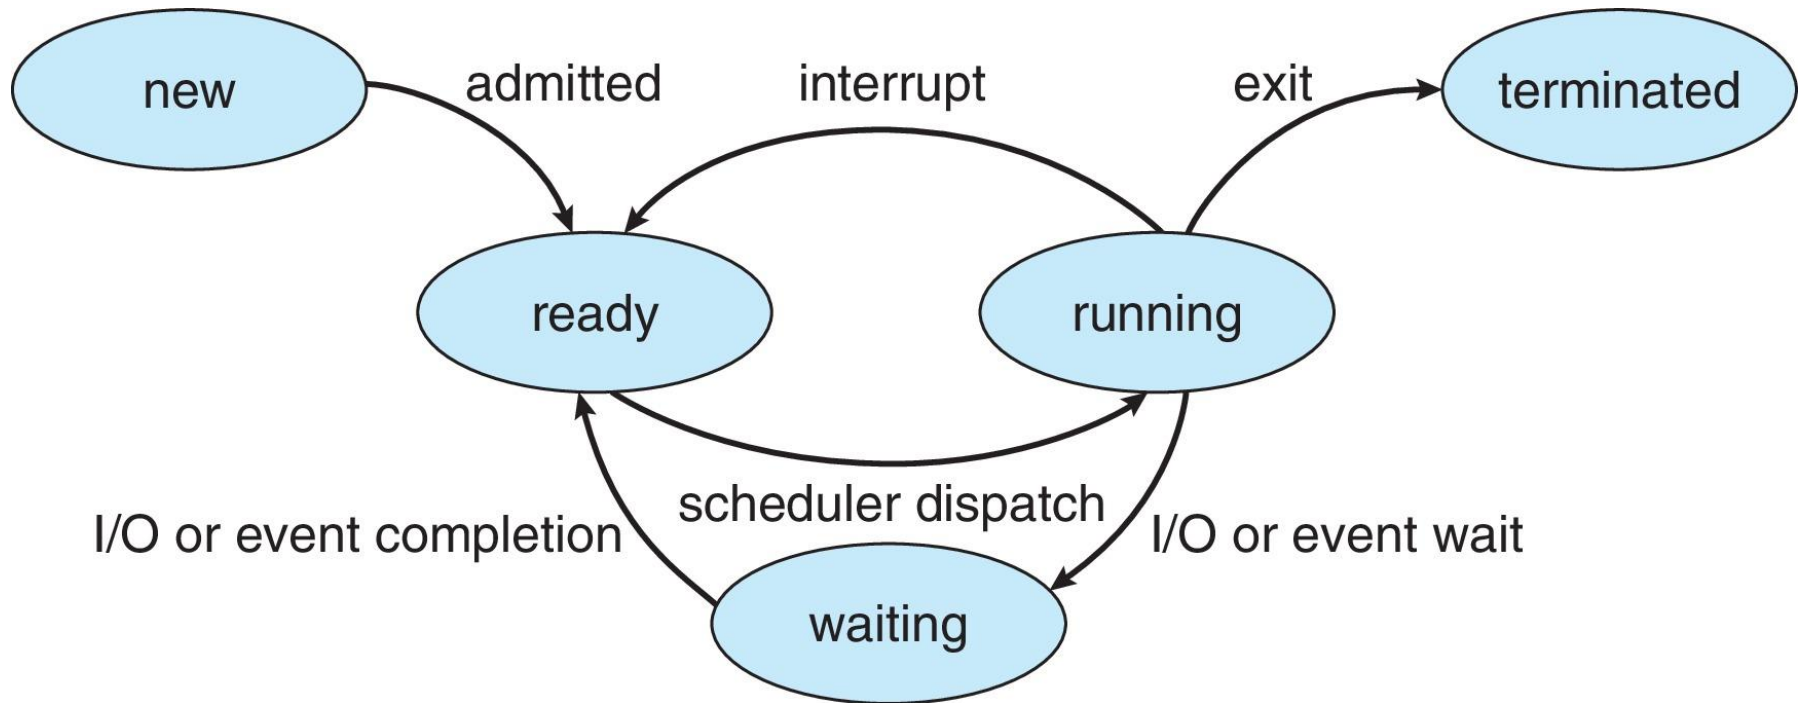 new
admitted
interrupt
exit
terminated
ready
running
scheduler dispatch
I/O or event completion
I/O or event wait
waiting